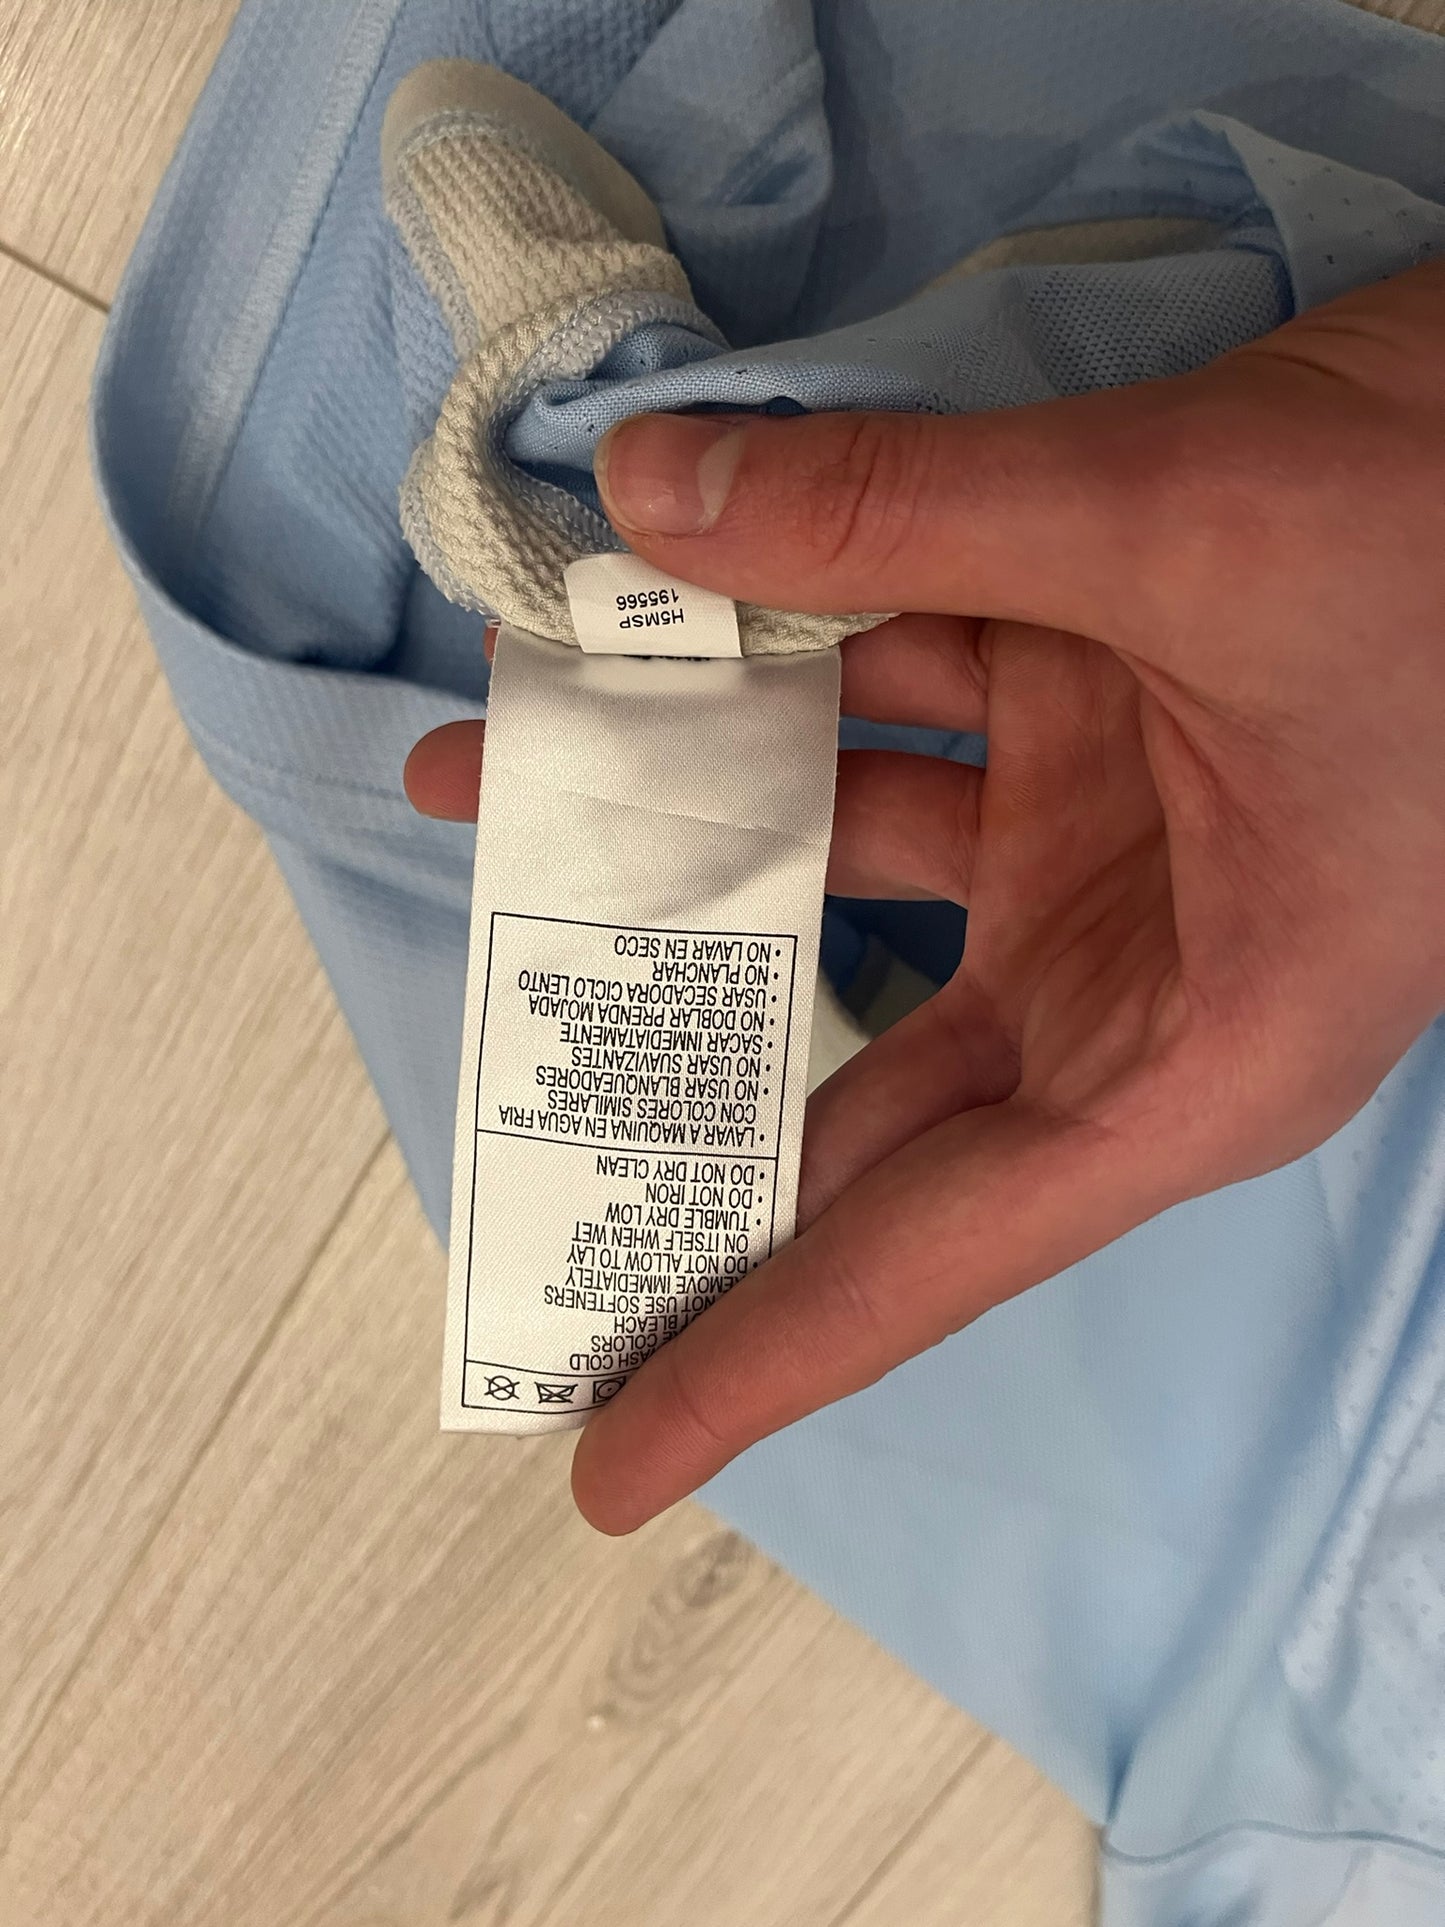 WASH COLD
COLORS
BLEACH
NOT USE SOFTENERS
REMOVE IMMEDIATELY
• DO NOT ALLOW TO LAY
ON ITSELF WHEN WET
• TUMBLE DRY LOW
• DO NOT IRON
• DO NOT DRY CLEAN
• LAVAR A MAQUINA EN AGUA FRIA
CON COLORES SIMILARES
• NO USAR BLANQUEADORES
• NO USAR SUAVIZANTES
• SACAR INMEDIATAMENTE
• NO DOBLAR PRENDA MOJADA
• USAR SECADORA CICLO LENTO
• NO PLANCHAR
• NO LAVAR EN SECO
H5MSP
195566